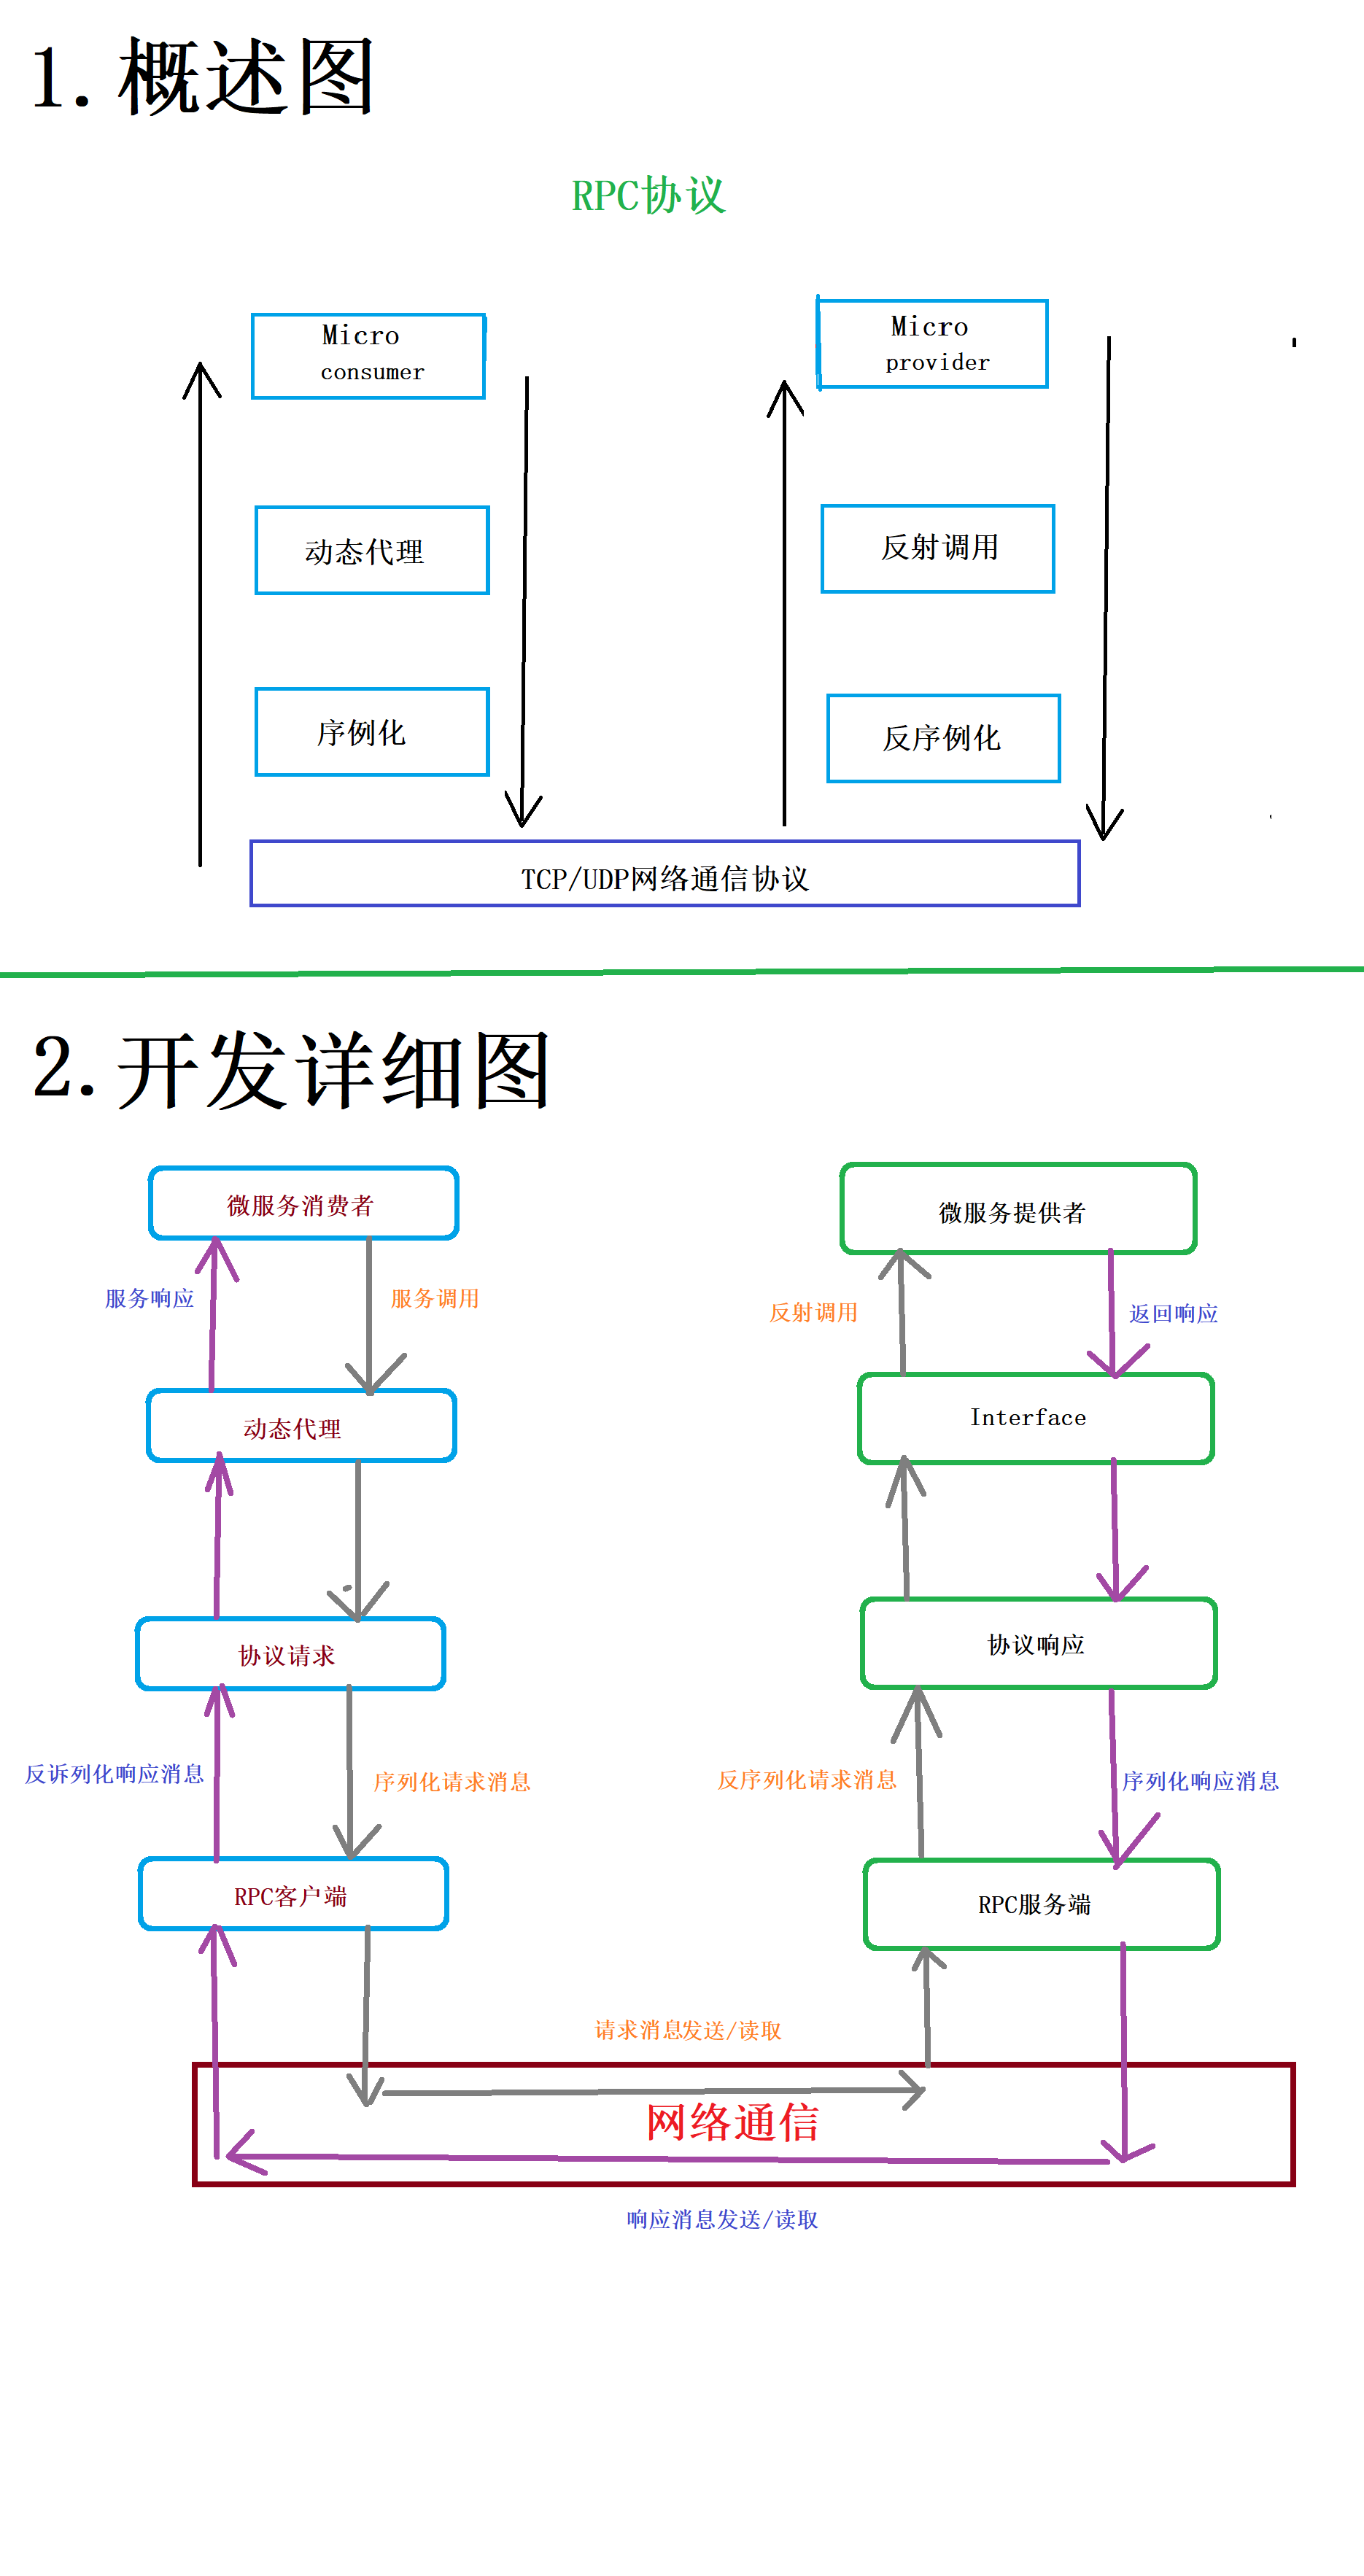 1.概述图
RPC协议
Micro
consumer
Micro
provider
动态代理
反射调用
序例化
反序例化
TCP/UDP网络通信协议
2.开发详细图
微服务消费者
微服务提供者
服务响应
服务调用
反射调用
返回响应
动态代理
Interface
协议请求
协议响应
反诉列化响应消息
序列化请求消息
反序列化请求消息
序列化响应消息
RPC客户端
RPC服务端
请求消息发送/读取
网络通信
响应消息发送/读取